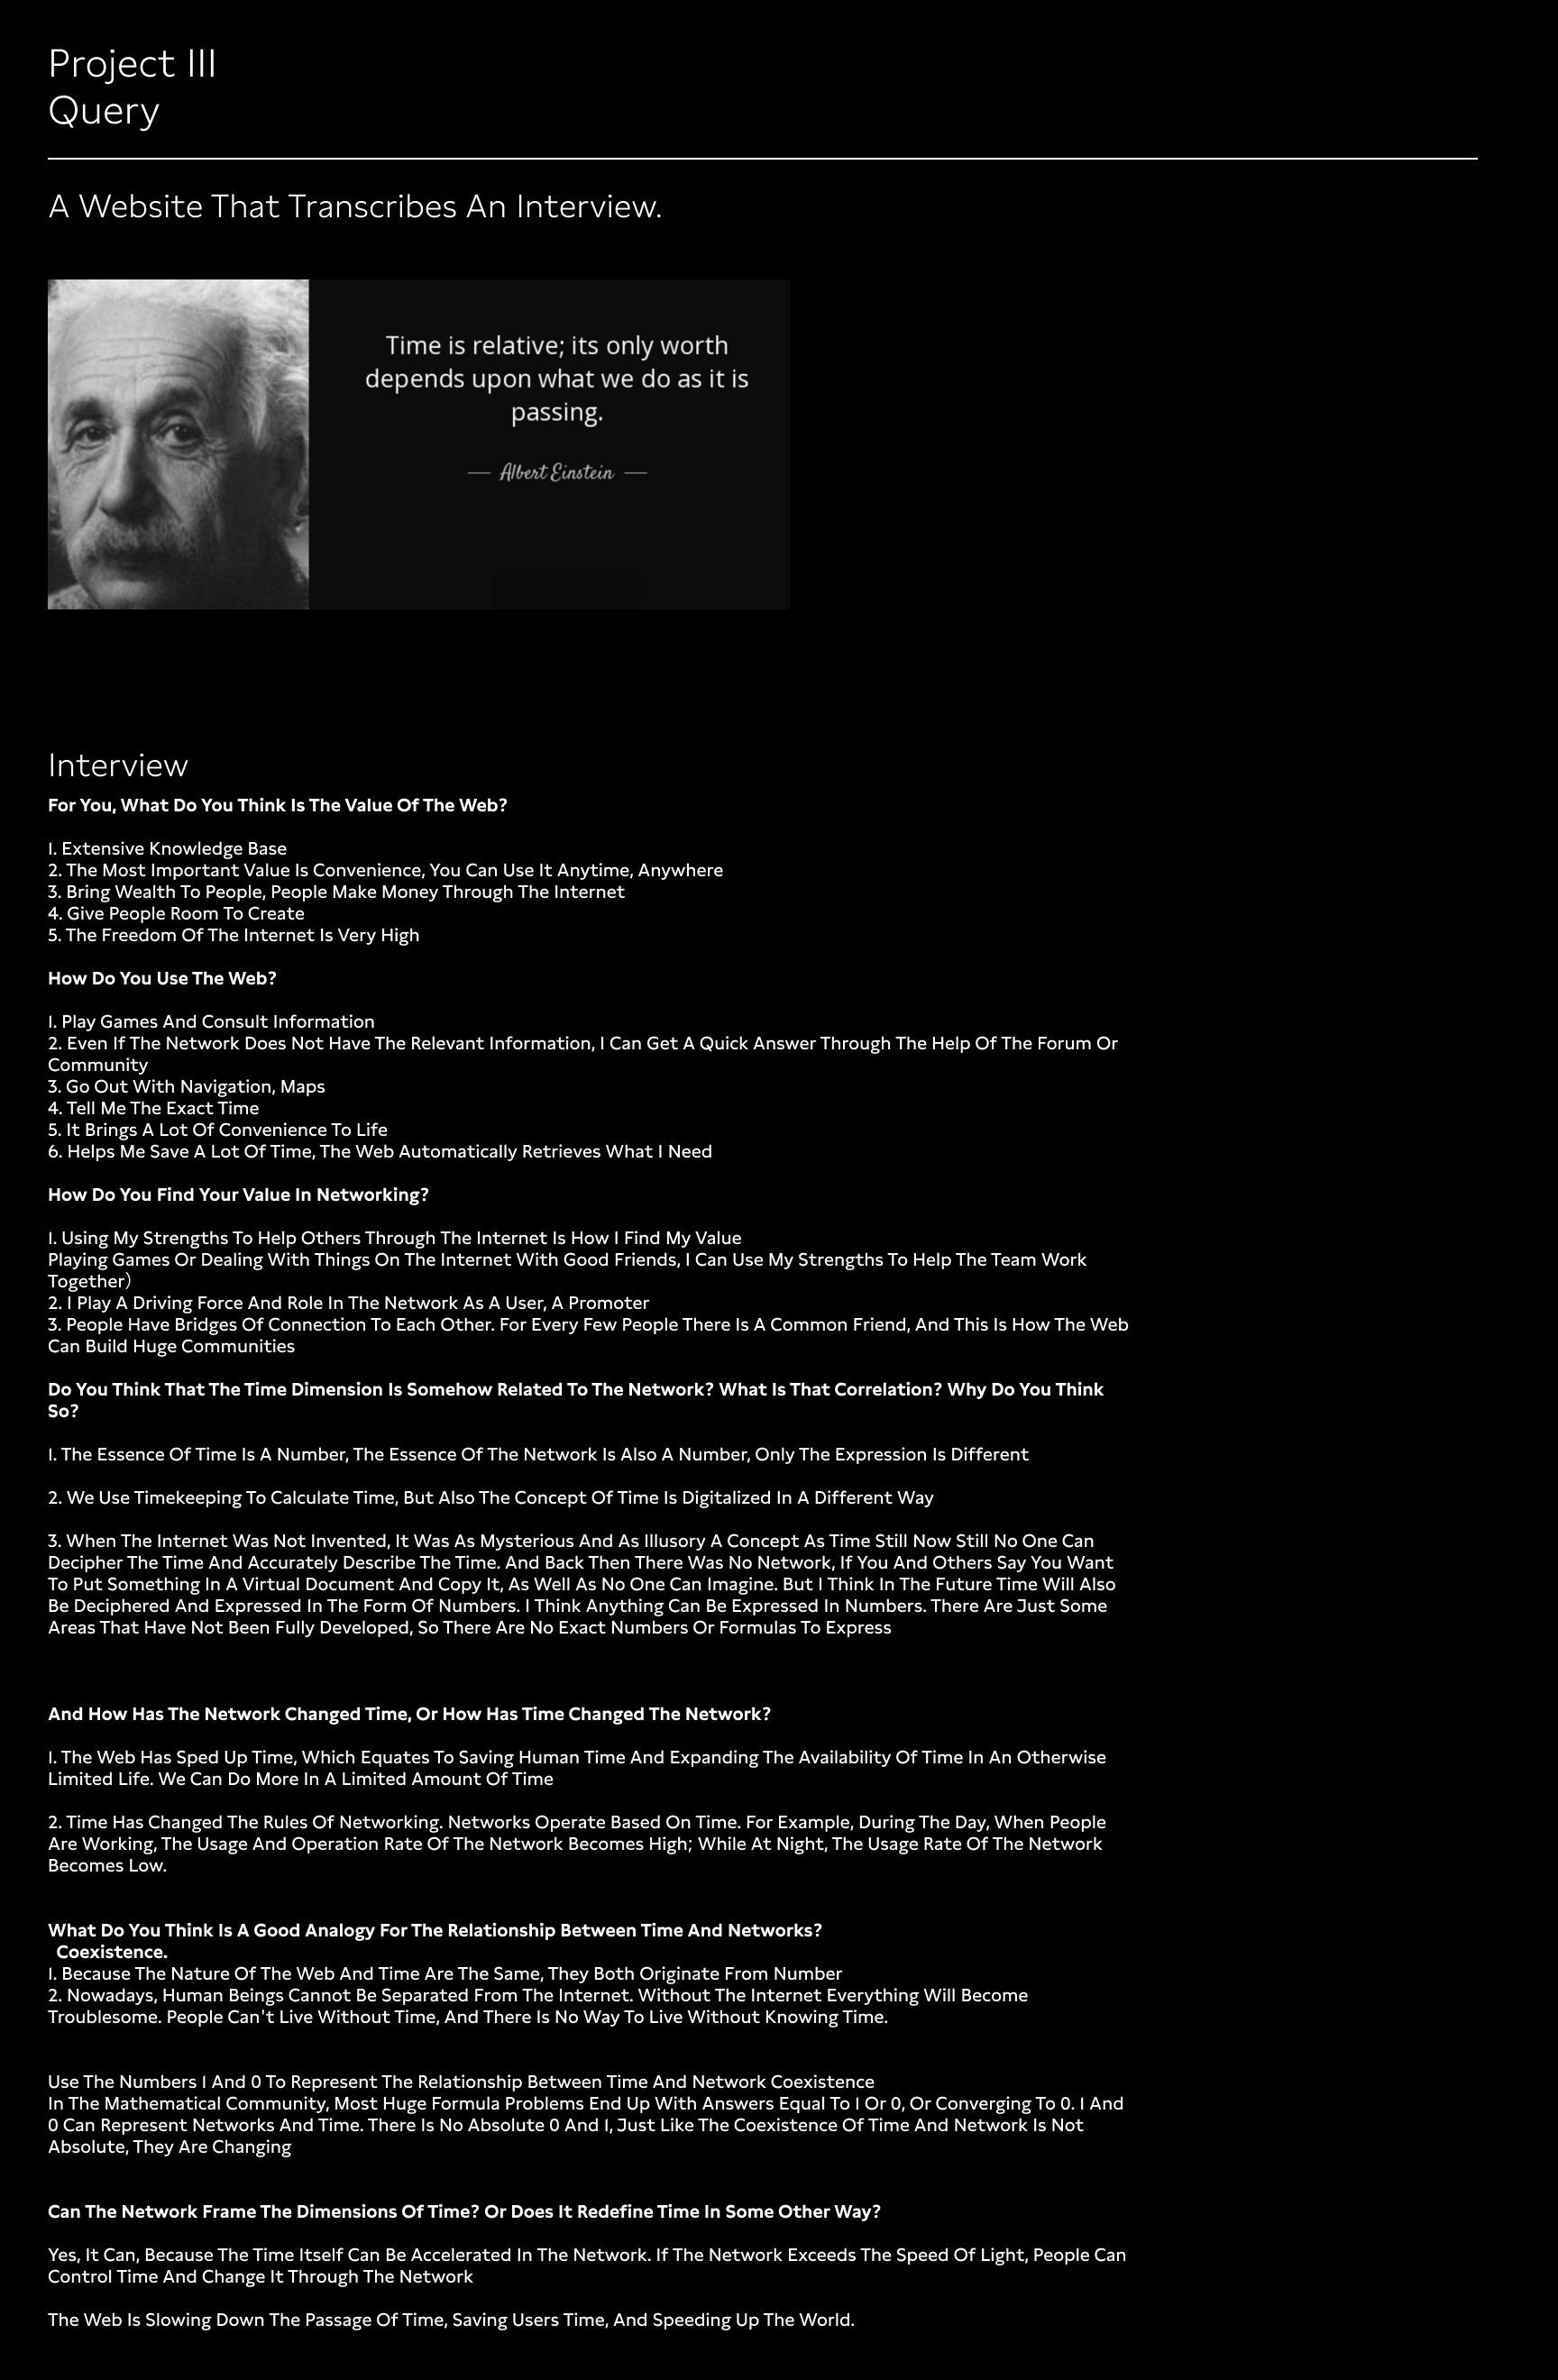 Project III
Query
A Website That Transcribes An Interview.
Time is relative; its only worth
depends upon what we do as it is
passing.
— Albert Einstein —
Interview
For You, What Do You Think Is The Value Of The Web?
1. Extensive Knowledge Base
2. The Most Important Value Is Convenience, You Can Use It Anytime, Anywhere
3. Bring Wealth To People, People Make Money Through The Internet
4. Give People Room To Create
5. The Freedom Of The Internet Is Very High
How Do You Use The Web?
1. Play Games And Consult Information
2. Even If The Network Does Not Have The Relevant Information, I Can Get A Quick Answer Through The Help Of The Forum Or
Community
3. Go Out With Navigation, Maps
4. Tell Me The Exact Time
5. It Brings A Lot Of Convenience To Life
6. Helps Me Save A Lot Of Time, The Web Automatically Retrieves What I Need
How Do You Find Your Value In Networking?
1. Using My Strengths To Help Others Through The Internet Is How I Find My Value
Playing Games Or Dealing With Things On The Internet With Good Friends, I Can Use My Strengths To Help The Team Work
Together）
2. I Play A Driving Force And Role In The Network As A User, A Promoter
3. People Have Bridges Of Connection To Each Other. For Every Few People There Is A Common Friend, And This Is How The Web
Can Build Huge Communities
Do You Think That The Time Dimension Is Somehow Related To The Network? What Is That Correlation? Why Do You Think
So?
1. The Essence Of Time Is A Number, The Essence Of The Network Is Also A Number, Only The Expression Is Different
2. We Use Timekeeping To Calculate Time, But Also The Concept Of Time Is Digitalized In A Different Way
3. When The Internet Was Not Invented, It Was As Mysterious And As Illusory A Concept As Time Still Now Still No One Can
Decipher The Time And Accurately Describe The Time. And Back Then There Was No Network, If You And Others Say You Want
To Put Something In A Virtual Document And Copy It, As Well As No One Can Imagine. But I Think In The Future Time Will Also
Be Deciphered And Expressed In The Form Of Numbers. I Think Anything Can Be Expressed In Numbers. There Are Just Some
Areas That Have Not Been Fully Developed, So There Are No Exact Numbers Or Formulas To Express
And How Has The Network Changed Time, Or How Has Time Changed The Network?
1. The Web Has Sped Up Time, Which Equates To Saving Human Time And Expanding The Availability Of Time In An Otherwise
Limited Life. We Can Do More In A Limited Amount Of Time
2. Time Has Changed The Rules Of Networking. Networks Operate Based On Time. For Example, During The Day, When People
Are Working, The Usage And Operation Rate Of The Network Becomes High; While At Night, The Usage Rate Of The Network
Becomes Low.
What Do You Think Is A Good Analogy For The Relationship Between Time And Networks?
Coexistence.
1. Because The Nature Of The Web And Time Are The Same, They Both Originate From Number
2. Nowadays, Human Beings Cannot Be Separated From The Internet. Without The Internet Everything Will Become
Troublesome. People Can't Live Without Time, And There Is No Way To Live Without Knowing Time.
Use The Numbers 1 And 0 To Represent The Relationship Between Time And Network Coexistence
In The Mathematical Community, Most Huge Formula Problems End Up With Answers Equal To 1 Or 0, Or Converging To 0. 1 And
0 Can Represent Networks And Time. There Is No Absolute 0 And 1, Just Like The Coexistence Of Time And Network Is Not
Absolute, They Are Changing
Can The Network Frame The Dimensions Of Time? Or Does It Redefine Time In Some Other Way?
Yes, It Can, Because The Time Itself Can Be Accelerated In The Network. If The Network Exceeds The Speed Of Light, People Can
Control Time And Change It Through The Network
The Web Is Slowing Down The Passage Of Time, Saving Users Time, And Speeding Up The World.